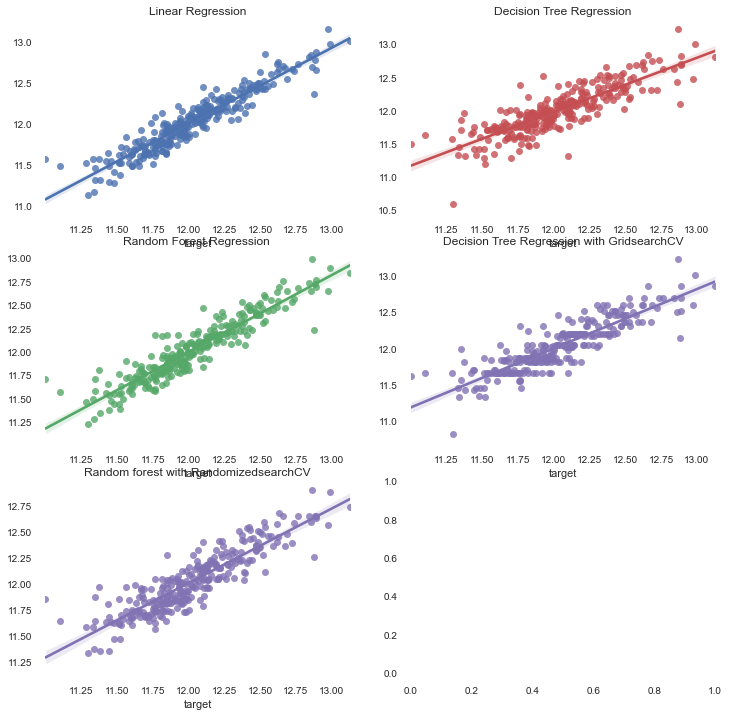 Linear Regression
13.0
12.5
12.0
11.5
11.0
11.25 11.50 11.75 12.00 12.25 12.50 12.75 13.00
target
Decision Tree Regression
13.0
12.5
12.0
11.5
11.0
10.5
11.25 11.50 11.75 12.00 12.25 12.50 12.75 13.00
target
Random Forest Regression
13.00
12.75
12.50
12.25
12.00
11.75
11.50
11.25
11.25 11.50 11.75 12.00 12.25 12.50 12.75 13.00
target
Decision Tree Regression with GridsearchCV
13.0
12.5
12.0
11.5
11.0
11.25 11.50 11.75 12.00 12.25 12.50 12.75 13.00
target
Random forest with RandomizedsearchCV
12.75
12.50
12.25
12.00
11.75
11.50
11.25
11.25 11.50 11.75 12.00 12.25 12.50 12.75 13.00
target
1.0
0.8
0.6
0.4
0.2
0.0
0.0 0.2 0.4 0.6 0.8 1.0